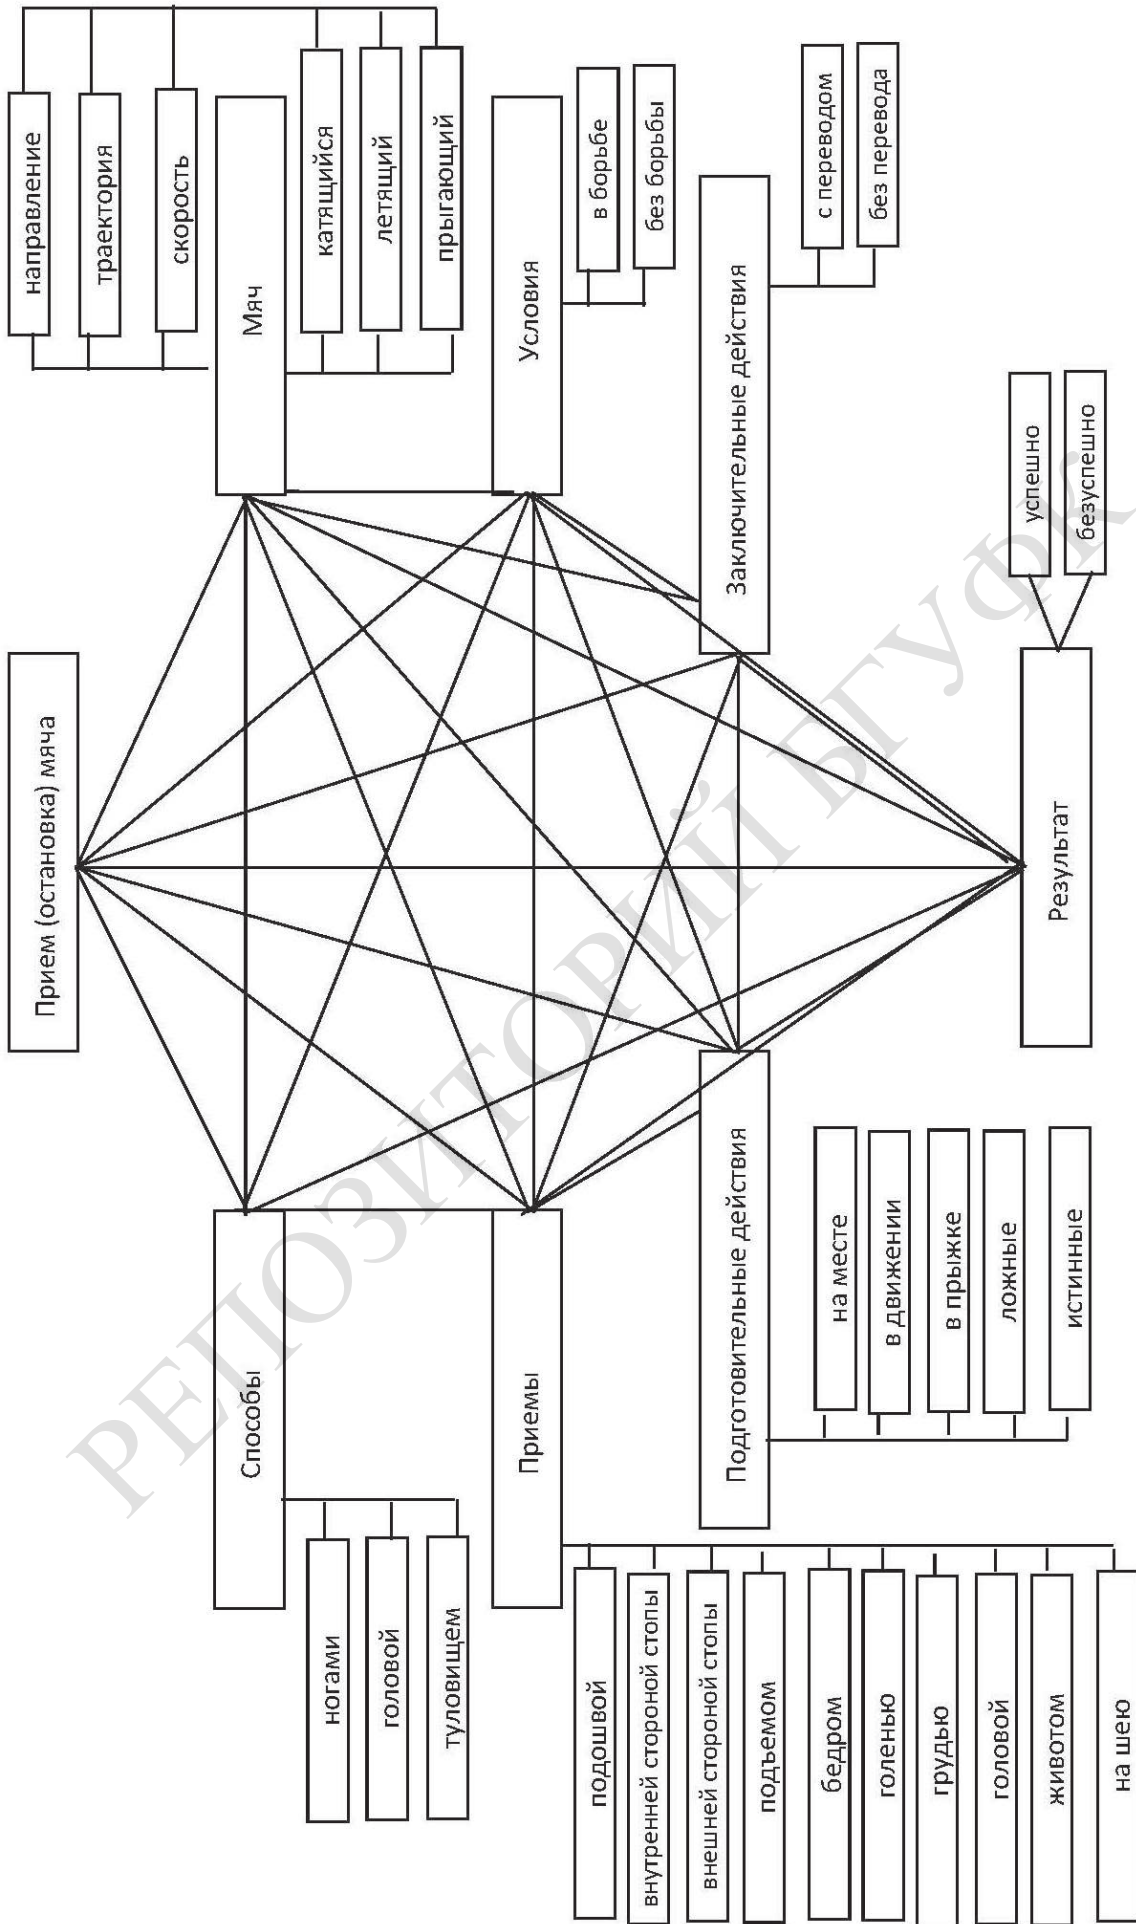 Прием (остановка) мяча
Способы
ногами
головой
туловищем
Мяч
направление
траектория
скорость
катящийся
летящий
прыгающий
Приемы
подошвой
внутренней стороной стопы
внешней стороной стопы
подъемом
бедром
голенью
грудью
головой
животом
на шею
Условия
в борьбе
без борьбы
Подготовительные действия
на месте
в движении
в прыжке
ложные
истинные
Заключительные действия
с переводом
без перевода
Результат
успешно
безуспешно
РЕПОЗИТОРИЙ БГУФК